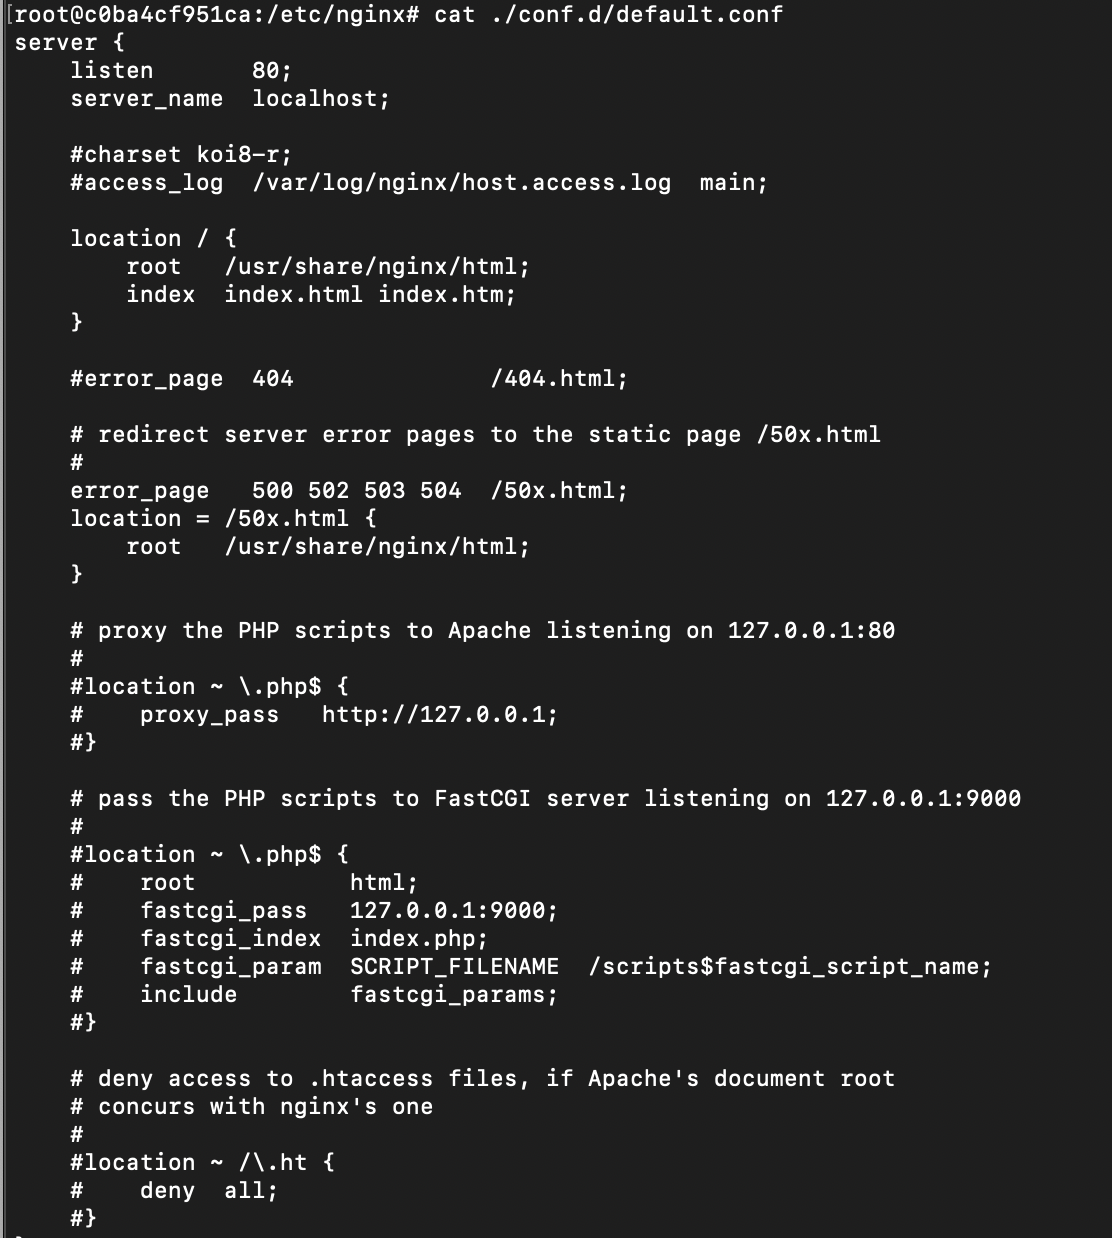 [root@c0ba4cf951ca:/etc/nginx# cat ./conf.d/default.conf
server {
    listen       80;
    server_name  localhost;

    #charset koi8-r;
    #access_log  /var/log/nginx/host.access.log  main;

    location / {
        root   /usr/share/nginx/html;
        index  index.html index.htm;
    }

    #error_page  404              /404.html;

    # redirect server error pages to the static page /50x.html
    #
    error_page   500 502 503 504  /50x.html;
    location = /50x.html {
        root   /usr/share/nginx/html;
    }

    # proxy the PHP scripts to Apache listening on 127.0.0.1:80
    #
    #location ~ \.php$ {
    #    proxy_pass   http://127.0.0.1;
    #}

    # pass the PHP scripts to FastCGI server listening on 127.0.0.1:9000
    #
    #location ~ \.php$ {
    #    root           html;
    #    fastcgi_pass   127.0.0.1:9000;
    #    fastcgi_index  index.php;
    #    fastcgi_param  SCRIPT_FILENAME  /scripts$fastcgi_script_name;
    #    include        fastcgi_params;
    #}

    # deny access to .htaccess files, if Apache's document root
    # concurs with nginx's one
    #
    #location ~ /\.ht {
    #    deny  all;
    #}